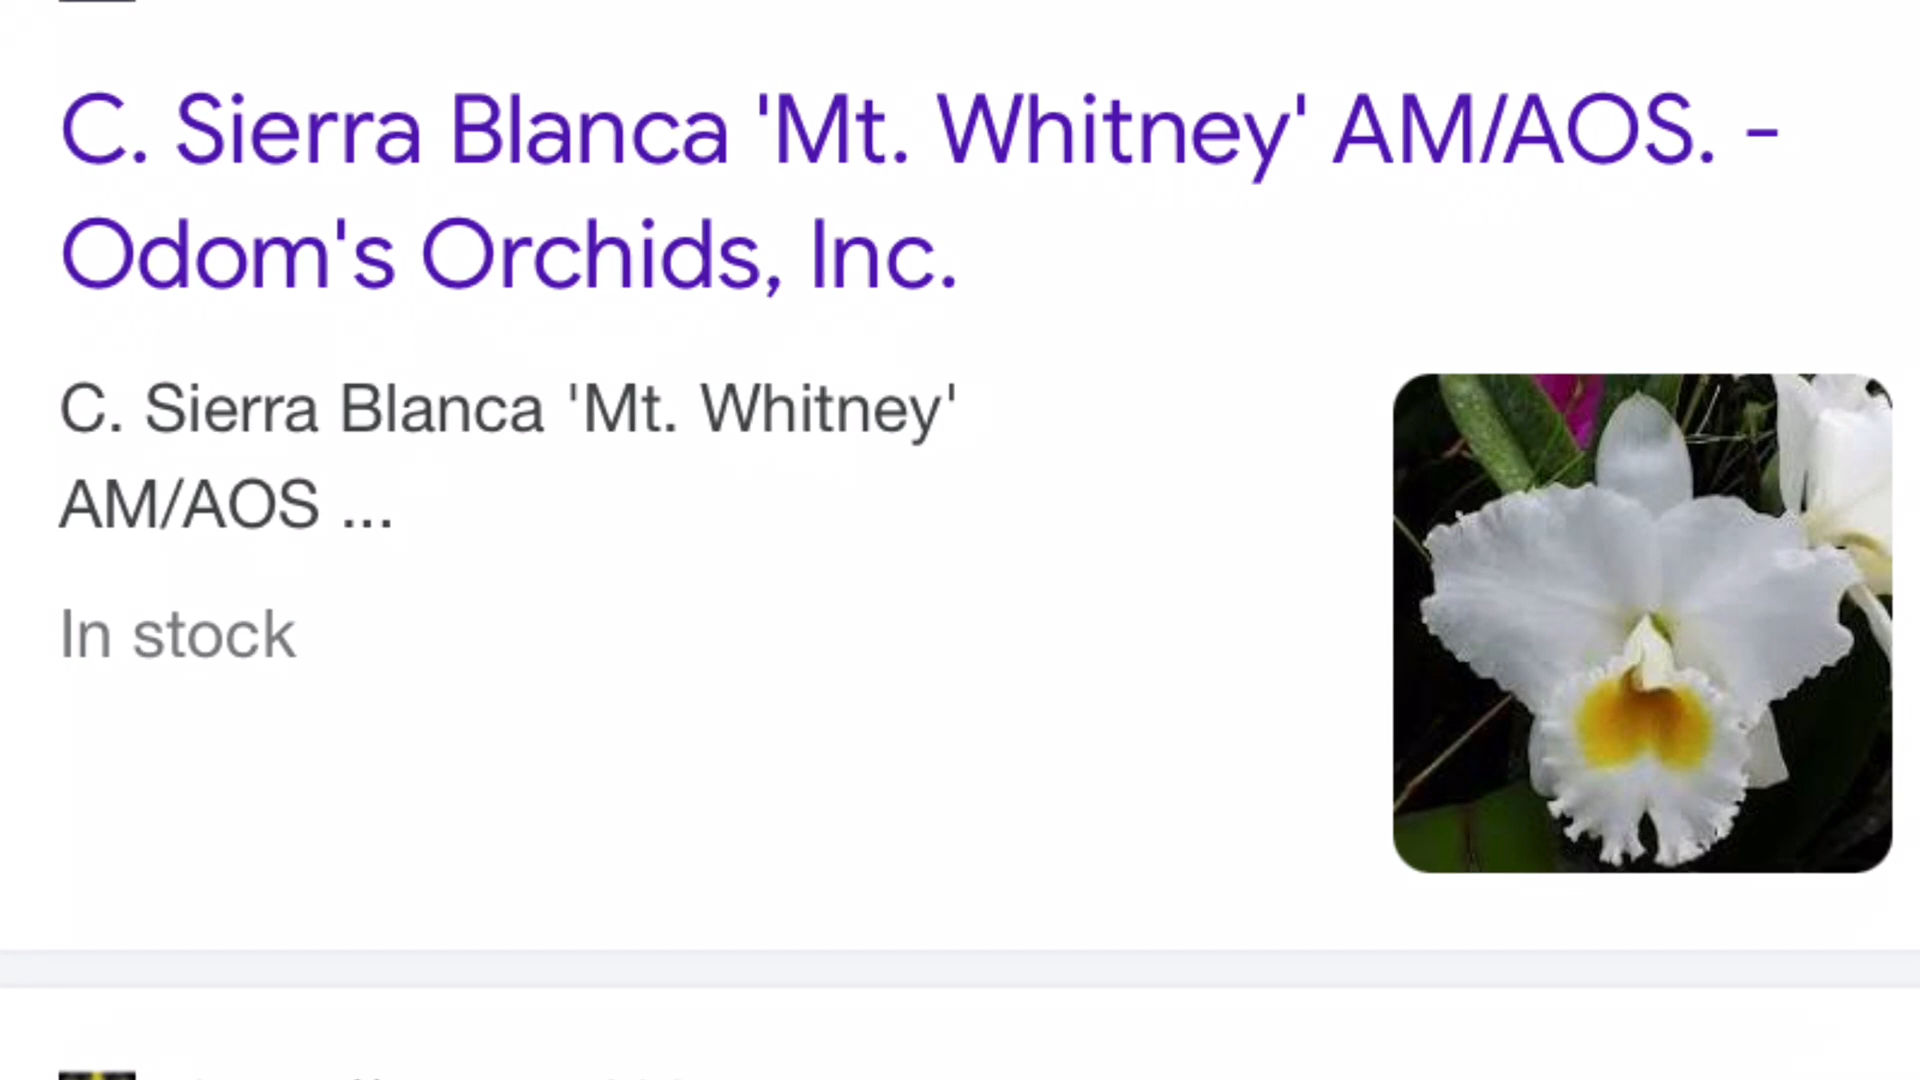 C. Sierra Blanca 'Mt. Whitney' AM/AOS. -
Odom's Orchids, Inc.
C. Sierra Blanca 'Mt. Whitney'
AM/AOS ...
In stock